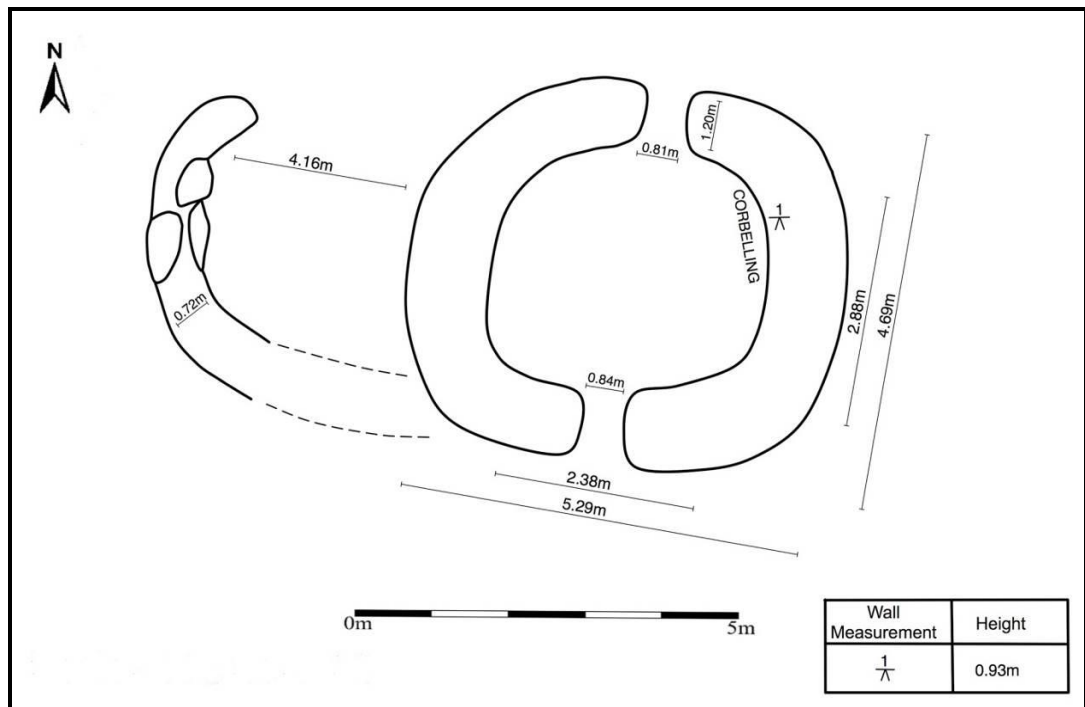 N
4.16m
0.72m
0.81m
1.20m
CORBELLING
1
2.88m
4.69m
0.84m
2.38m
5.29m
0m
5m
Wall
Measurement
Height
1
0.93m